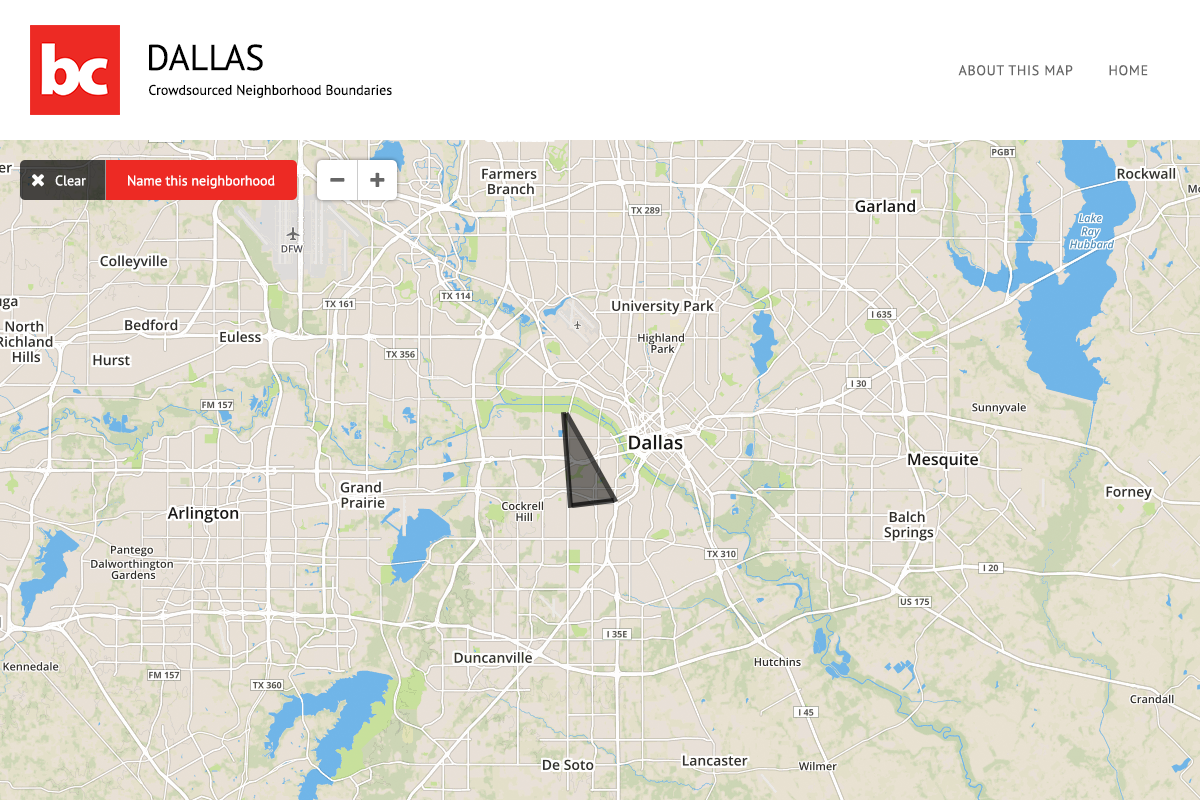 bc
DALLAS
Crowdsourced Neighborhood Boundaries
ABOUT THIS MAP
HOME
Clear
Name this neighborhood
Farmers
Branch
PGBT
Rockwall
TX 289
Garland
Lake
Ray
Hubbard
DFW
Colleyville
TX 161
TX 114
University Park
I 635
North
Richland
Hills
Bedford
Euless
Hurst
Highland
Park
TX 356
I 30
FM 157
Sunnyvale
Dallas
Mesquite
Grand
Prairie
Arlington
Cockrell
Hill
Forney
Balch
Springs
Pantego
Dalworthington
Gardens
TX 310
I 20
US 175
I 35E
Duncanville
Hutchins
Kennedale
FM 157
TX 360
Crandall
I 45
De Soto
Lancaster
Wilmer